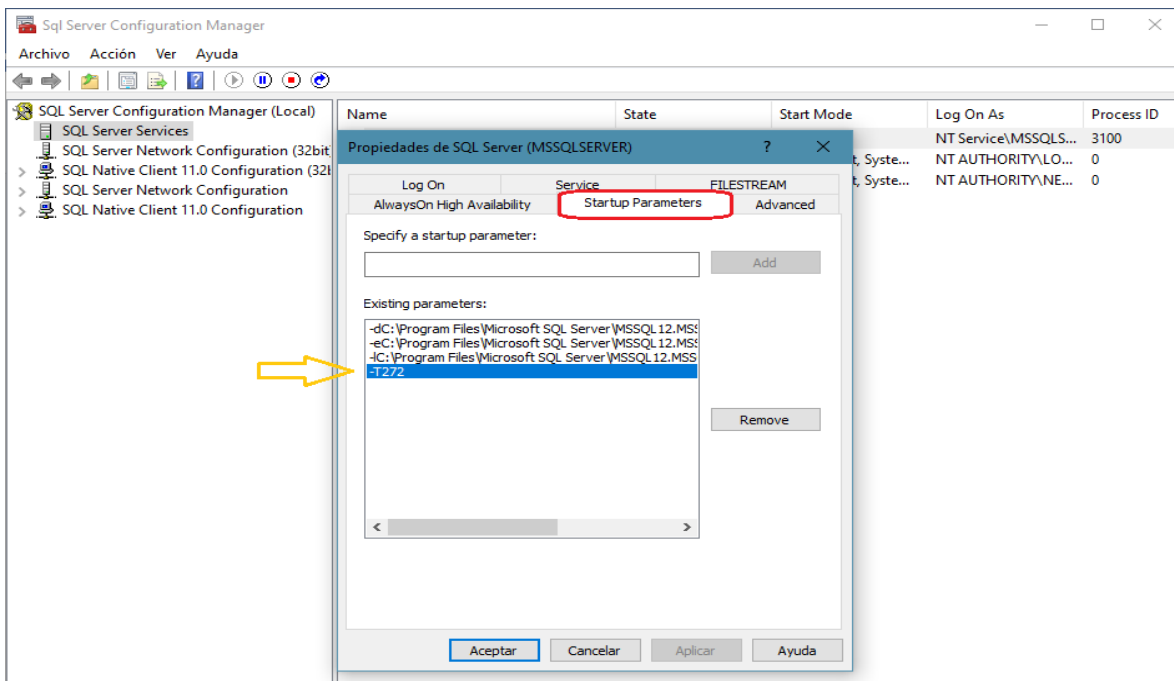 Sql Server Configuration Manager
Archivo Acción Ver Ayuda
SQL Server Configuration Manager (Local)
SQL Server Services
SQL Server Network Configuration (32bit
SQL Native Client 11.0 Configuration (32b
SQL Server Network Configuration
SQL Native Client 11.0 Configuration
Name State Start Mode Log On As Process ID
NT Service\MSSQLS... 3100
t, Syste... NT AUTHORITY\LO... 0
t, Syste... NT AUTHORITY\NE... 0
Propiedades de SQL Server (MSSQLSERVER) ?
Log On Service FILESTREAM
AlwaysOn High Availability Startup Parameters Advanced
Specify a startup parameter:
Add
Existing parameters:
-dC:\Program Files\Microsoft SQL Server\MSSQL12.MSS
-eC:\Program Files\Microsoft SQL Server\MSSQL12.MSS
-lC:\Program Files\Microsoft SQL Server\MSSQL12.MSS
-T272
Remove
Aceptar Cancelar Aplicar Ayuda